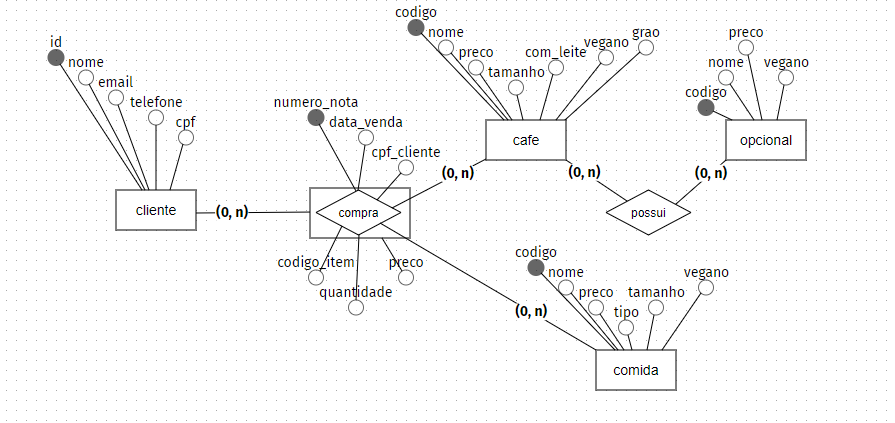 id
nome
email
telefone
cpf
cliente
(0, n)
numero_nota
data_venda
cpf_cliente
compra
codigo_item
quantidade
preco
(0, n)
codigo
nome
preco
tamanho
com_leite
vegano
grao
cafe
(0, n)
possui
(0, n)
preco
nome
vegano
codigo
opcional
(0, n)
codigo
nome
preco
tipo
tamanho
vegano
comida